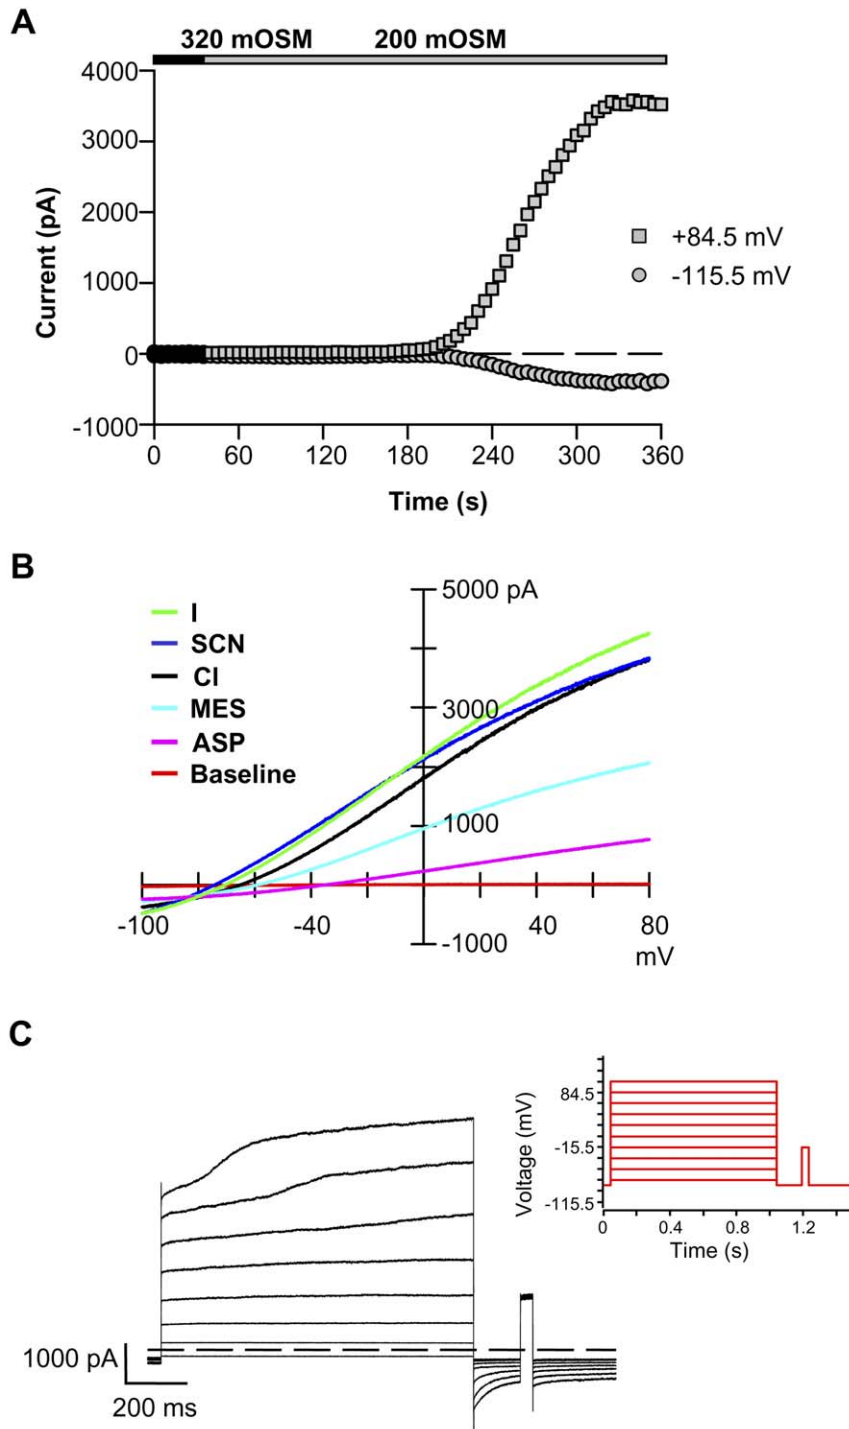 A
320 mOSM 200 mOSM
4000
3000
2000
1000
0
-1000
Current (pA)
0 60 120 180 240 300 360
Time (s)
+84.5 mV
-115.5 mV
B
I
SCN
Cl
MES
ASP
Baseline
5000 pA
3000
1000
-1000
-100 -40 40 80
mV
C
1000 pA
200 ms
Voltage (mV)
84.5
-15.5
-115.5
0 0.4 0.8 1.2
Time (s)